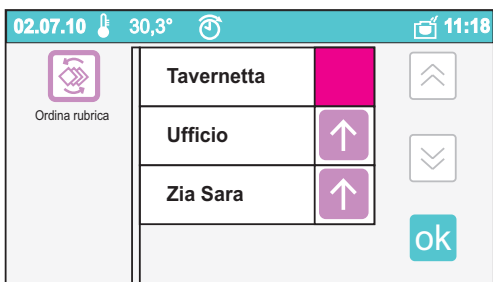 02.07.10 30,3° 11:18
Ordina rubrica
Tavernetta
Ufficio
Zia Sara
ok